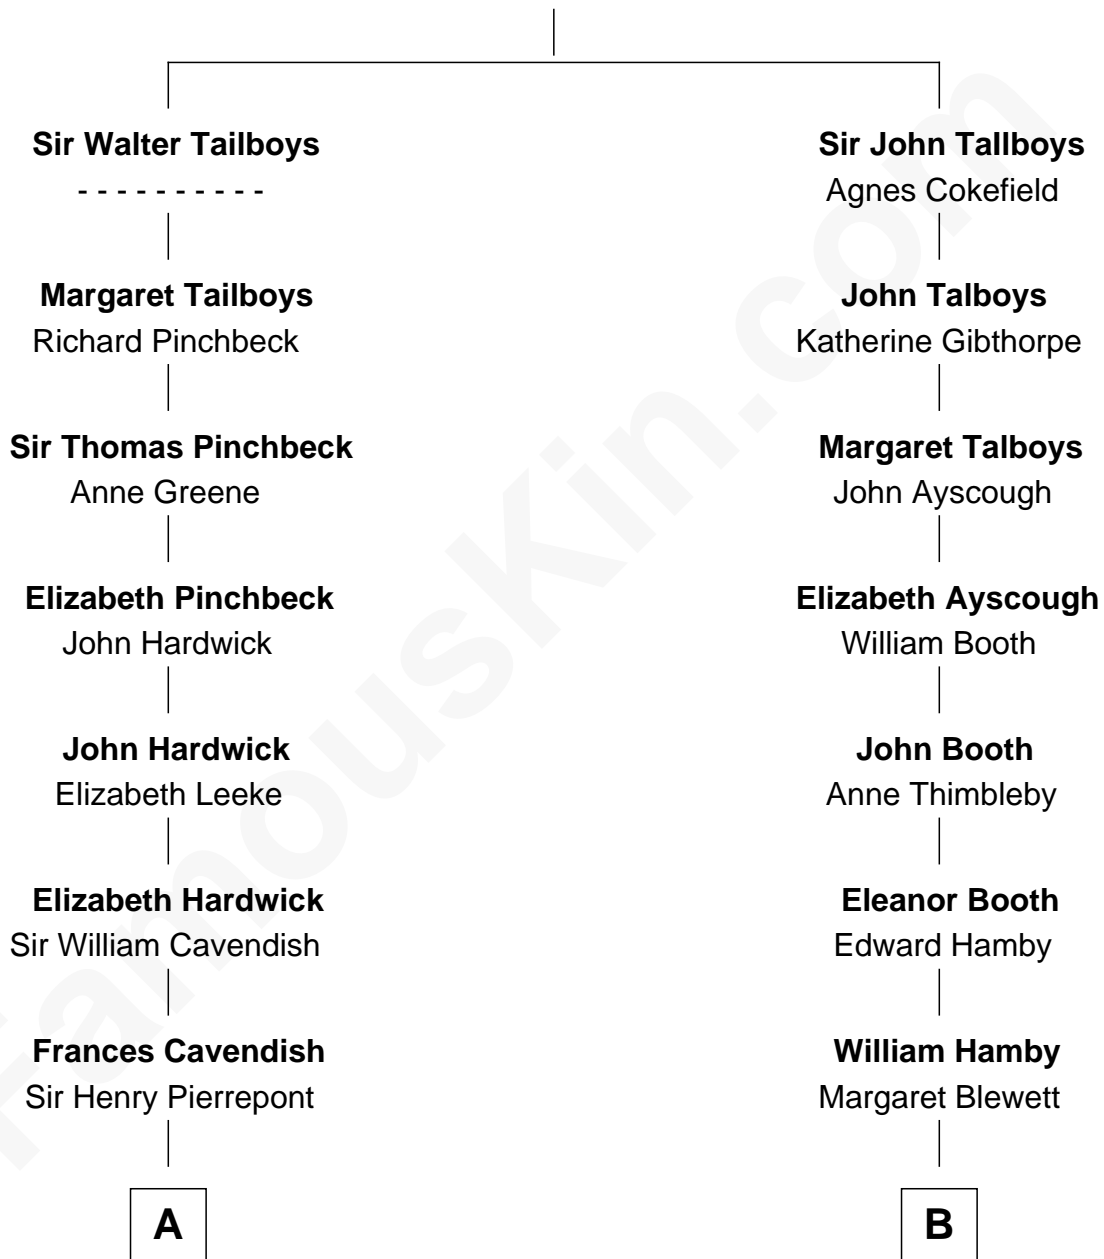 Sir Walter Tailboys
- - - - - - - - - -
Margaret Tailboys
Richard Pinchbeck
Sir Thomas Pinchbeck
Anne Greene
Elizabeth Pinchbeck
John Hardwick
John Hardwick
Elizabeth Leeke
Elizabeth Hardwick
Sir William Cavendish
Frances Cavendish
Sir Henry Pierrepont
A
Sir John Tallboys
Agnes Cokefield
John Talboys
Katherine Gibthorpe
Margaret Talboys
John Ayscough
Elizabeth Ayscough
William Booth
John Booth
Anne Thimbleby
Eleanor Booth
Edward Hamby
William Hamby
Margaret Blewett
B
FamousKin.com